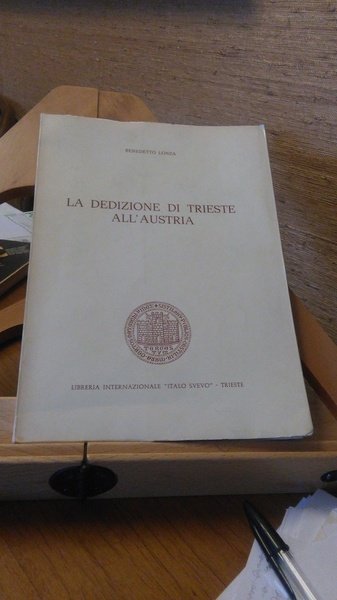 BENEDETTO LONZA
LA DEDIZIONE DI TRIESTE
ALL'AUSTRIA
LIBRERIA INTERNAZIONALE "ITALO SVEVO" - TRIESTE